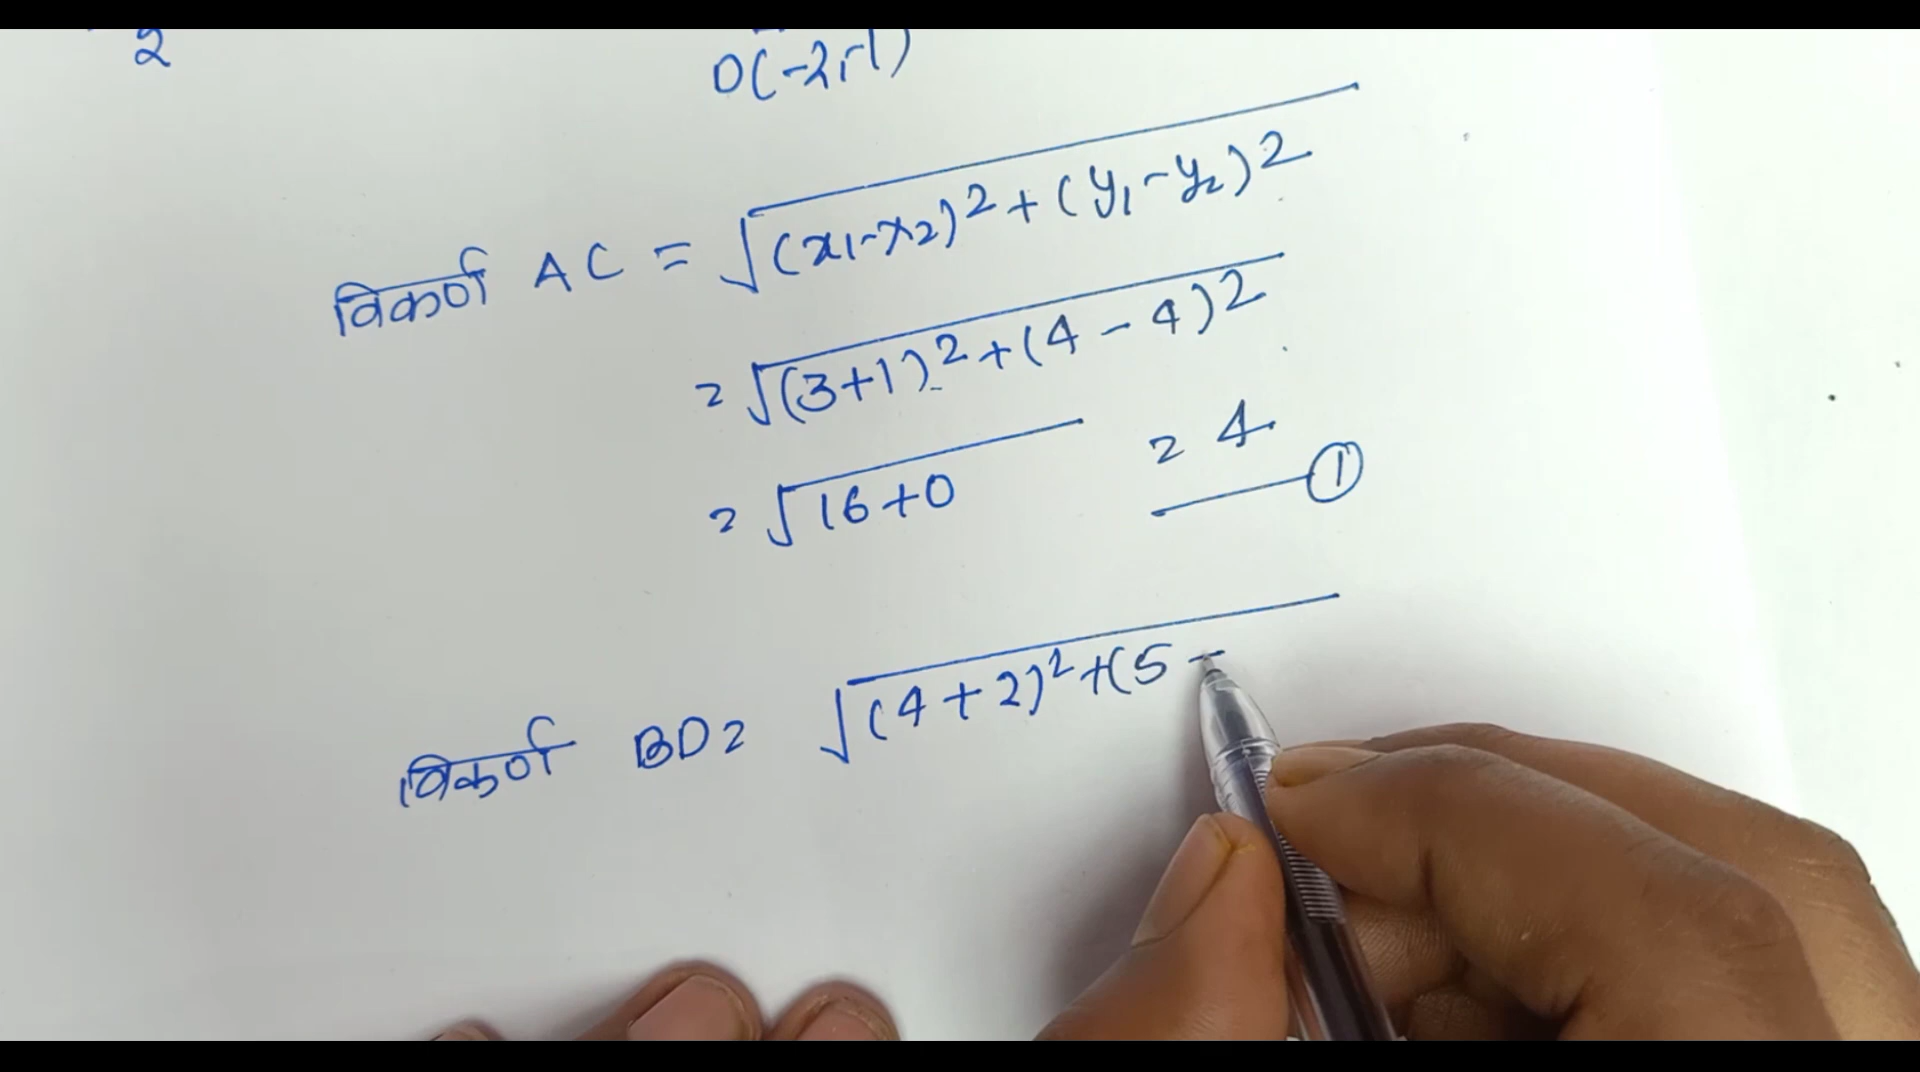 2
D(-2,-1)
विकर्ण AC = √(x₁-x₂)² + (y₁-y₂)²
= √(3+1)² + (4-4)²
= √16+0 = 4
①
विकर्ण BD = √(4+2)² + (5-